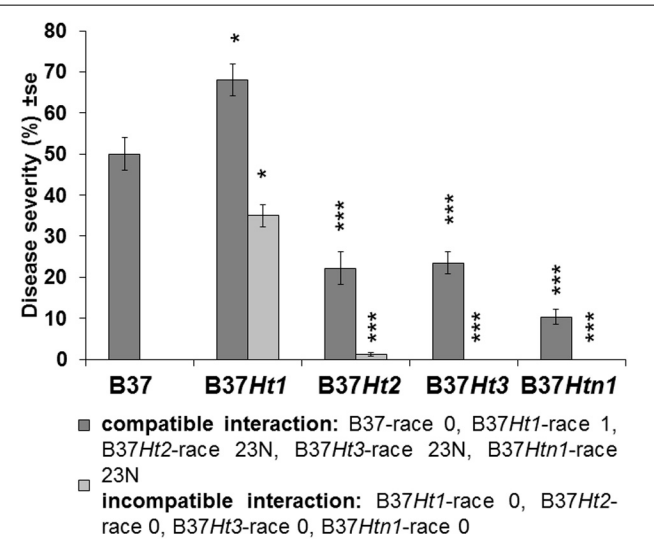 80
70
60
50
40
30
20
10
0
Disease severity (%) ±se
*
*
***
***
***
***
***
***
B37 B37Ht1 B37Ht2 B37Ht3 B37Htn1
compatible interaction: B37-race 0, B37Ht1-race 1,
B37Ht2-race 23N, B37Ht3-race 23N, B37Htn1-race
23N
incompatible interaction: B37Ht1-race 0, B37Ht2-
race 0, B37Ht3-race 0, B37Htn1-race 0